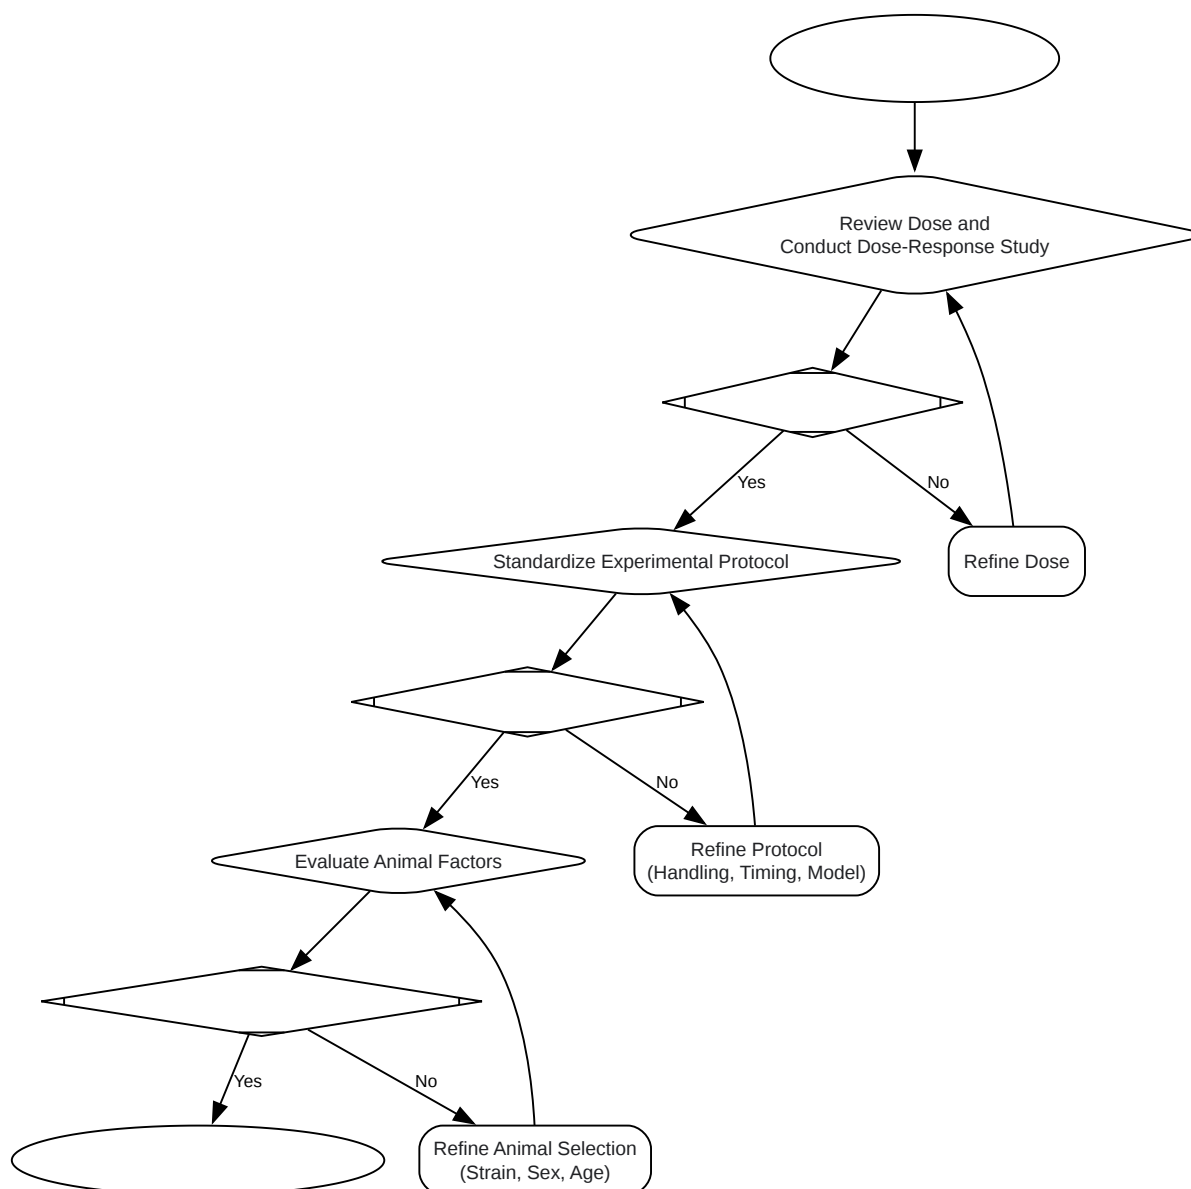 Review Dose and
Conduct Dose-Response Study
Yes
No
Standardize Experimental Protocol
Refine Dose
Yes
No
Evaluate Animal Factors
Refine Protocol
(Handling, Timing, Model)
Yes
No
Refine Animal Selection
(Strain, Sex, Age)